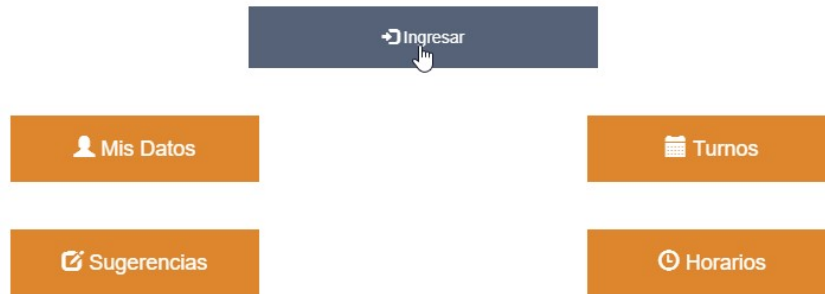 Ingresar
Mis Datos
Turnos
Sugerencias
Horarios